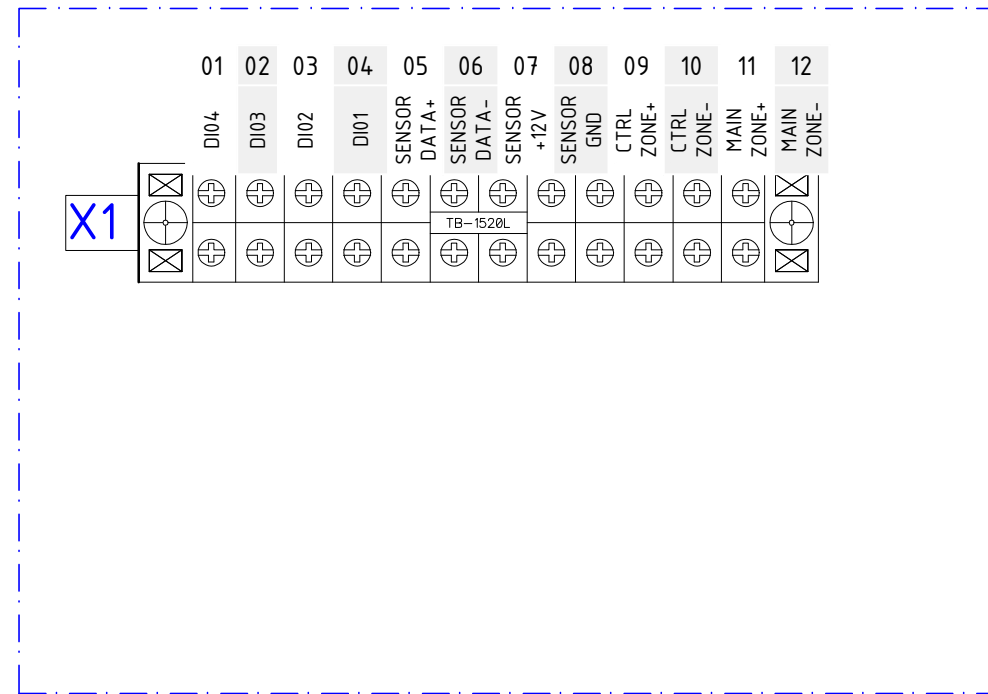 01 02 03 04 05 06 07 08 09 10 11 12
DI04
DI03
DI02
DI01
SENSOR
DATA+
SENSOR
DATA-
SENSOR
+12V
SENSOR
GND
CTRL
ZONE+
CTRL
ZONE-
MAIN
ZONE+
MAIN
ZONE-
X1
TB-1520L